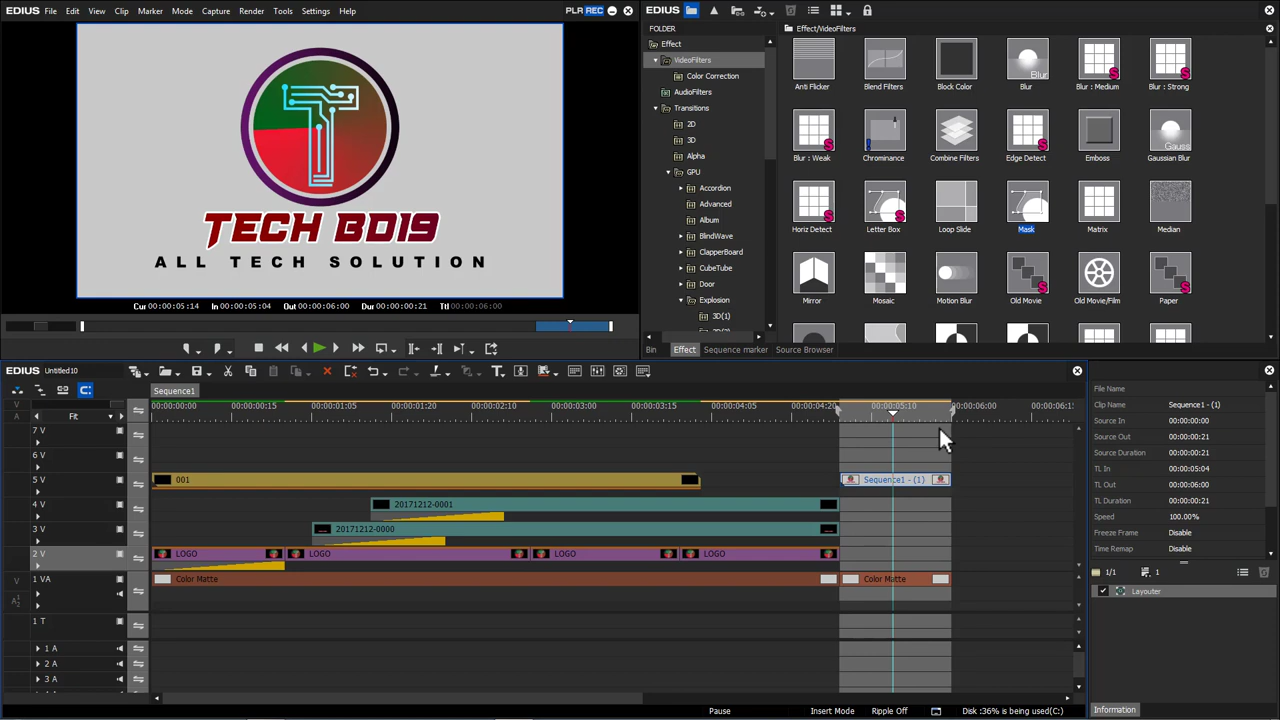 EDIUS File Edit View Clip Marker Mode Capture Render Tools Settings Help PLR REC
TECH BD19
ALL TECH SOLUTION
Cur 00:00:05:14 In 00:00:05:04 Out 00:00:06:00 Dur 00:00:00:21 Ttl 00:00:06:00
EDIUS
FOLDER
Effect
VideoFilters
Color Correction
AudioFilters
Transitions
2D
3D
Alpha
GPU
Accordion
Advanced
Album
BlindWave
ClapperBoard
CubeTube
Door
Explosion
3D(1)
Effect/VideoFilters
Anti Flicker Blend Filters Block Color Blur Blur : Medium Blur : Strong
Blur : Weak Chrominance Combine Filters Edge Detect Emboss Gaussian Blur
Horiz Detect Letter Box Loop Slide Mask Matrix Median
Mirror Mosaic Motion Blur Old Movie Old Movie/Film Paper
Bin Effect Sequence marker Source Browser
EDIUS Untitled10
Sequence1
Fit
00:00:00:00 00:00:00:15 00:00:01:05 00:00:01:20 00:00:02:10 00:00:03:00 00:00:03:15 00:00:04:05 00:00:04:20 00:00:05:10 00:00:06:00 00:00:06:15
7 V
6 V
5 V 001 Sequence1 - (1)
4 V 20171212-0001
3 V 20171212-0000
2 V LOGO LOGO LOGO LOGO
1 VA Color Matte Color Matte
1 T
1 A
2 A
3 A
File Name
Clip Name Sequence1 - (1)
Source In 00:00:00:00
Source Out 00:00:00:21
Source Duration 00:00:00:21
TL In 00:00:05:04
TL Out 00:00:06:00
TL Duration 00:00:00:21
Speed 100.00%
Freeze Frame Disable
Time Remap Disable
1/1 1
Layouter
Information
Pause Insert Mode Ripple Off Disk :36% is being used(C:)